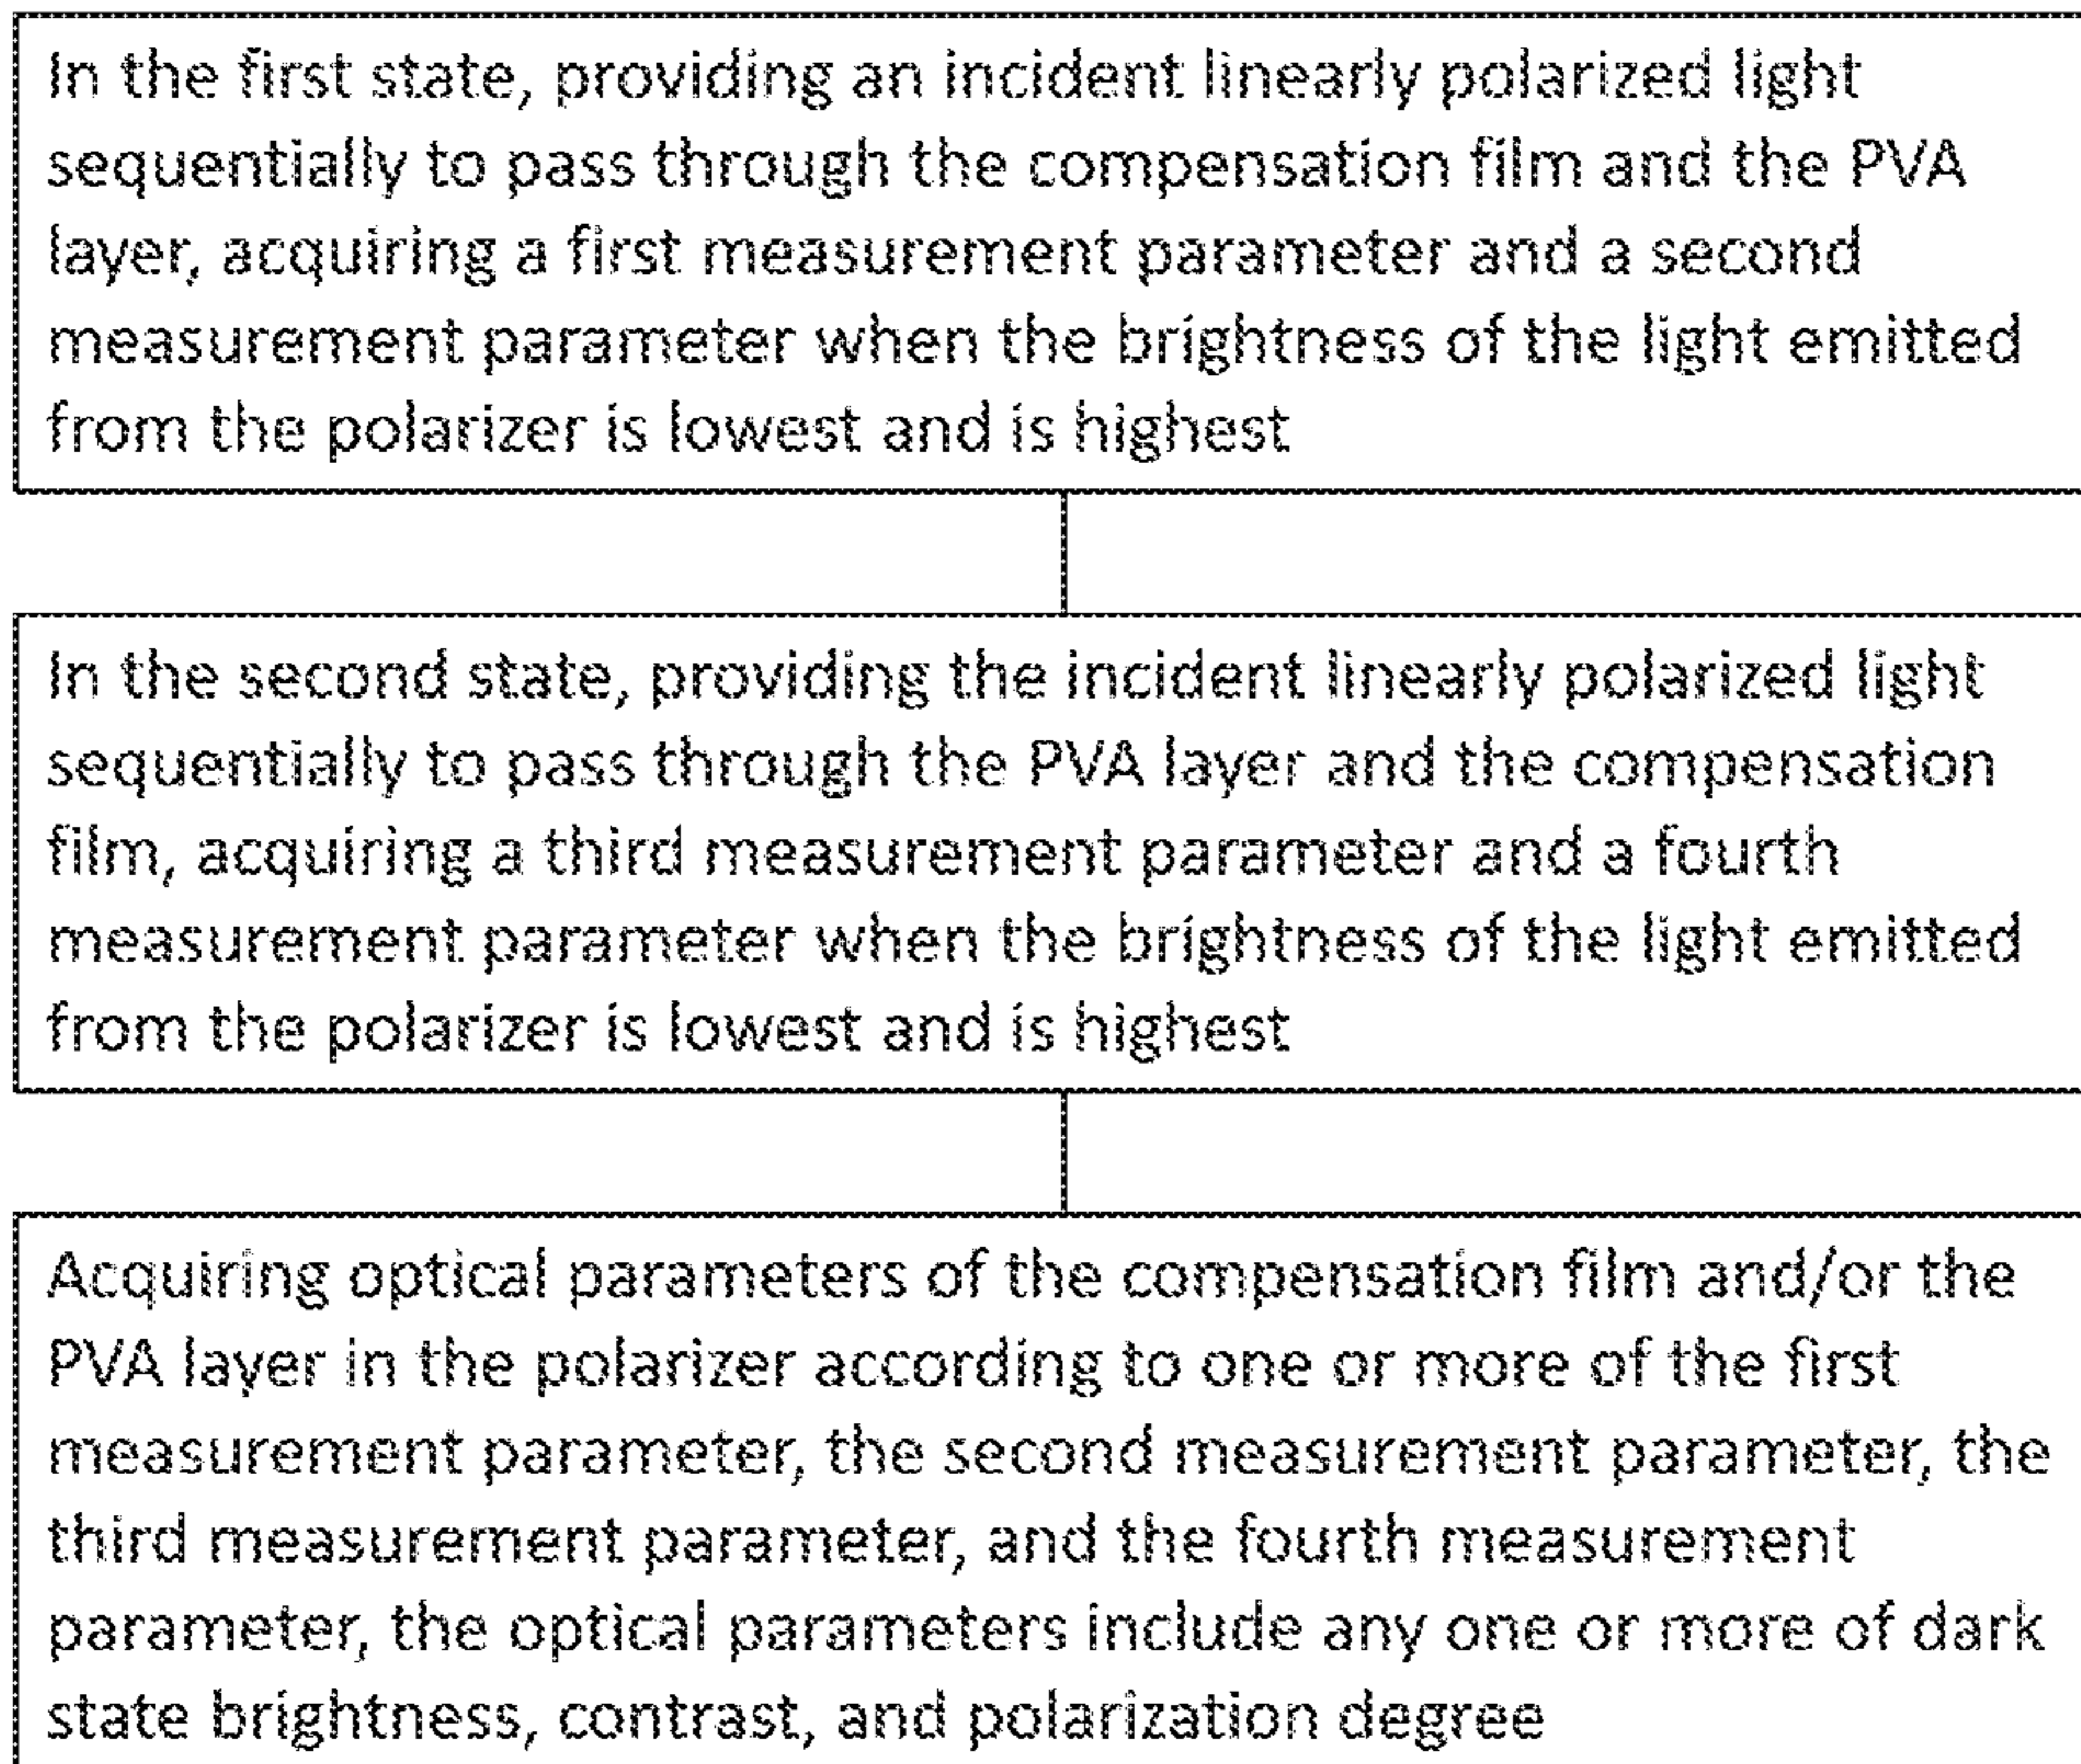 In the first state, providing an incident linearly polarized light
sequentially to pass through the compensation film and the PVA
layer, acquiring a first measurement parameter and a second
measurement parameter when the brightness of the light emitted
from the polarizer is lowest and is highest
In the second state, providing the incident linearly polarized light
sequentially to pass through the PVA layer and the compensation
film, acquiring a third measurement parameter and a fourth
measurement parameter when the brightness of the light emitted
from the polarizer is lowest and is highest
Acquiring optical parameters of the compensation film and/or the
PVA layer in the polarizer according to one or more of the first
measurement parameter, the second measurement parameter, the
third measurement parameter, and the fourth measurement
parameter, the optical parameters include any one or more of dark
state brightness, contrast, and polarization degree